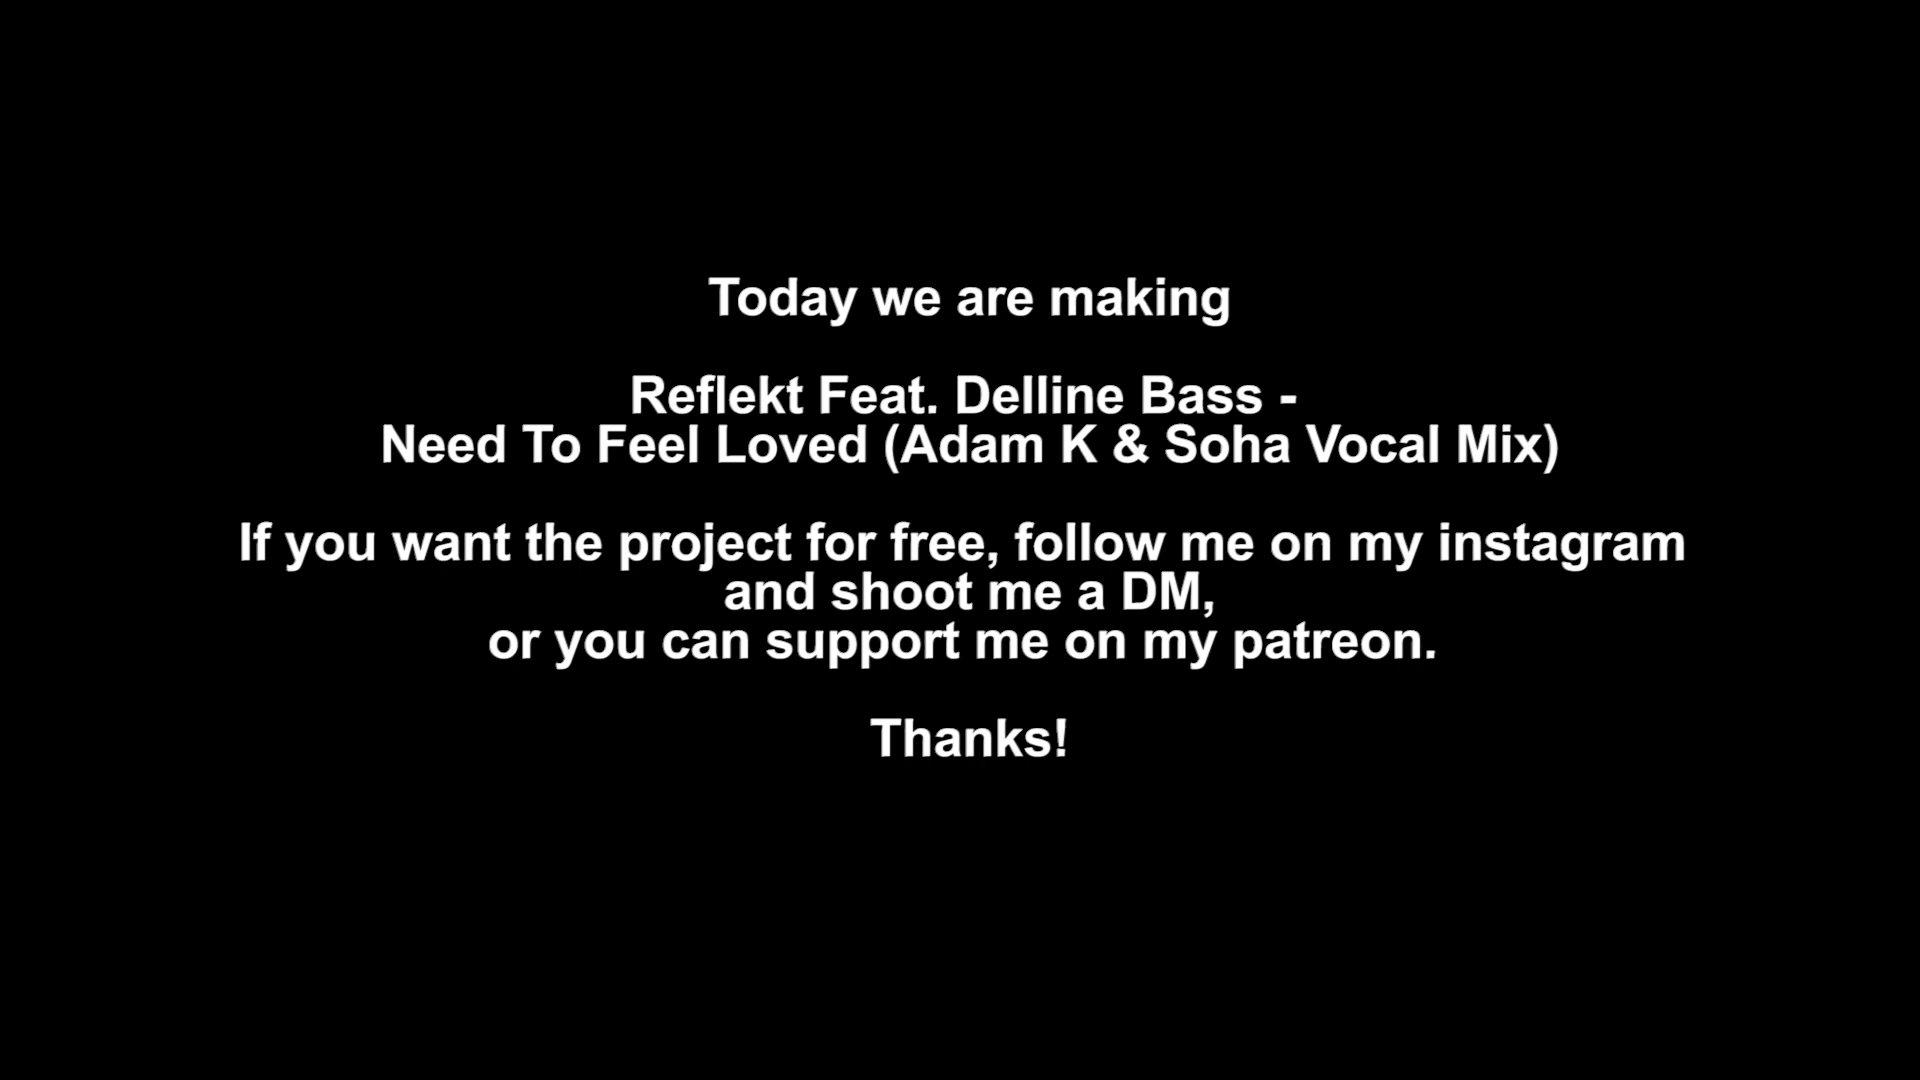 Today we are making
Reflekt Feat. Delline Bass -
Need To Feel Loved (Adam K & Soha Vocal Mix)
If you want the project for free, follow me on my instagram
and shoot me a DM,
or you can support me on my patreon.
Thanks!